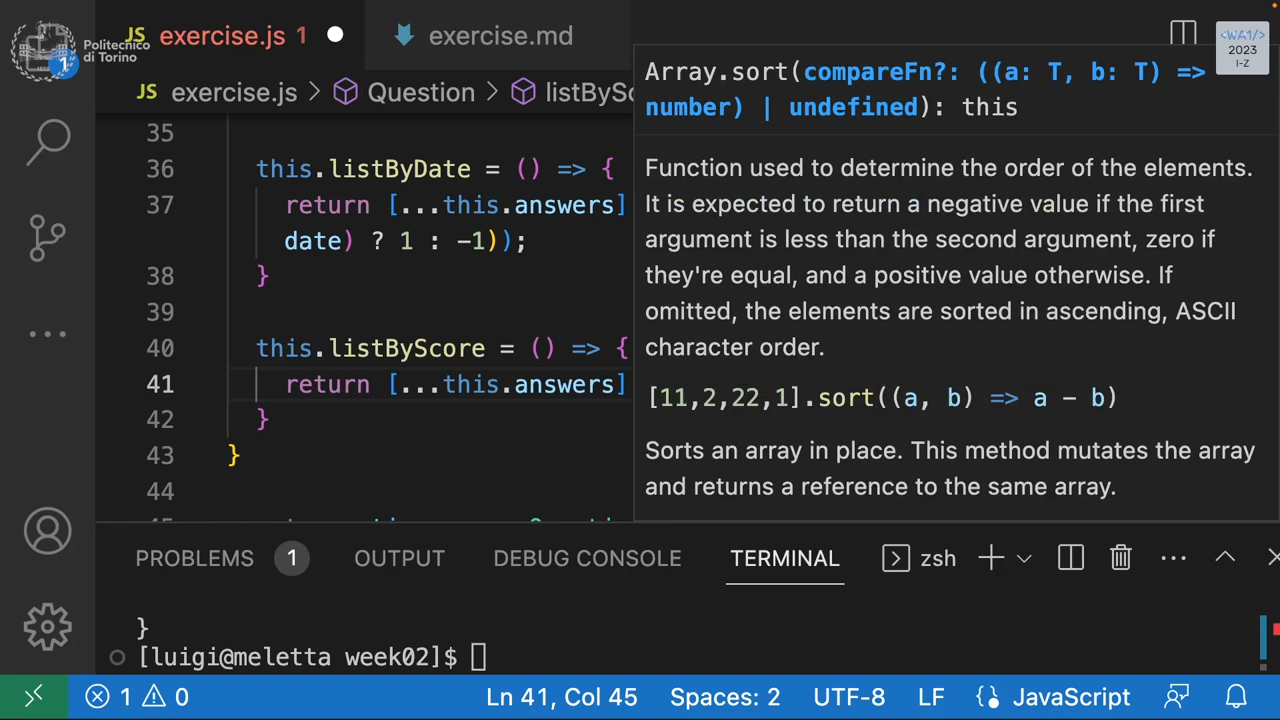 JS exercise.js 1
exercise.md
Politecnico
di Torino
1
<WA1/>
2023
I-Z
JS exercise.js > Question > listBySc
Array.sort(compareFn?: ((a: T, b: T) =>
number) | undefined): this
Function used to determine the order of the elements.
It is expected to return a negative value if the first
argument is less than the second argument, zero if
they're equal, and a positive value otherwise. If
omitted, the elements are sorted in ascending, ASCII
character order.
[11,2,22,1].sort((a, b) => a - b)
Sorts an array in place. This method mutates the array
and returns a reference to the same array.
35
36 this.listByDate = () => {
37 return [...this.answers]
date) ? 1 : -1));
38 }
39
40 this.listByScore = () => {
41 return [...this.answers]
42 }
43 }
44
PROBLEMS 1 OUTPUT DEBUG CONSOLE TERMINAL zsh
}
[luigi@meletta week02]$
1 0 Ln 41, Col 45 Spaces: 2 UTF-8 LF JavaScript